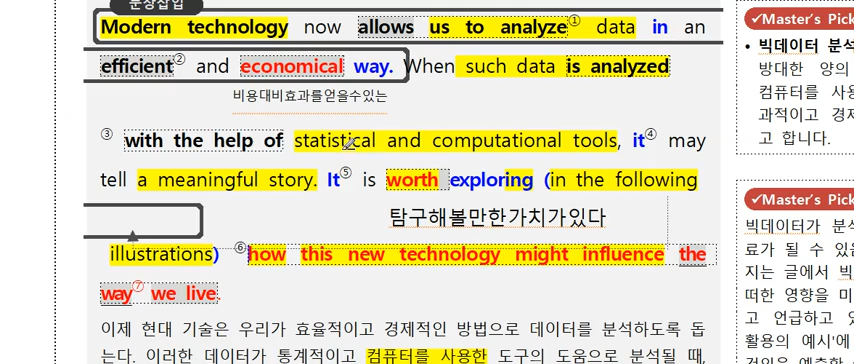 문장삽입
Modern technology now allows us to analyze① data in an
efficient② and economical way. When such data is analyzed
비용대비효과를얻을수있는
③ with the help of statistical and computational tools, it④ may
tell a meaningful story. It⑤ is worth exploring (in the following
탐구해볼만한가치가있다
illustrations) ⑥how this new technology might influence the
way⑦ we live.
이제 현대 기술은 우리가 효율적이고 경제적인 방법으로 데이터를 분석하도록 돕
는다. 이러한 데이터가 통계적이고 컴퓨터를 사용한 도구의 도움으로 분석될 때,
✓Master's Pick
• 빅데이터 분석
방대한 양의
컴퓨터를 사용
과적이고 경제
고 합니다.
✓Master's Pick
빅데이터가 분석
료가 될 수 있음
지는 글에서 빅
떠한 영향을 미
고 언급하고 있
활용의 예시'에